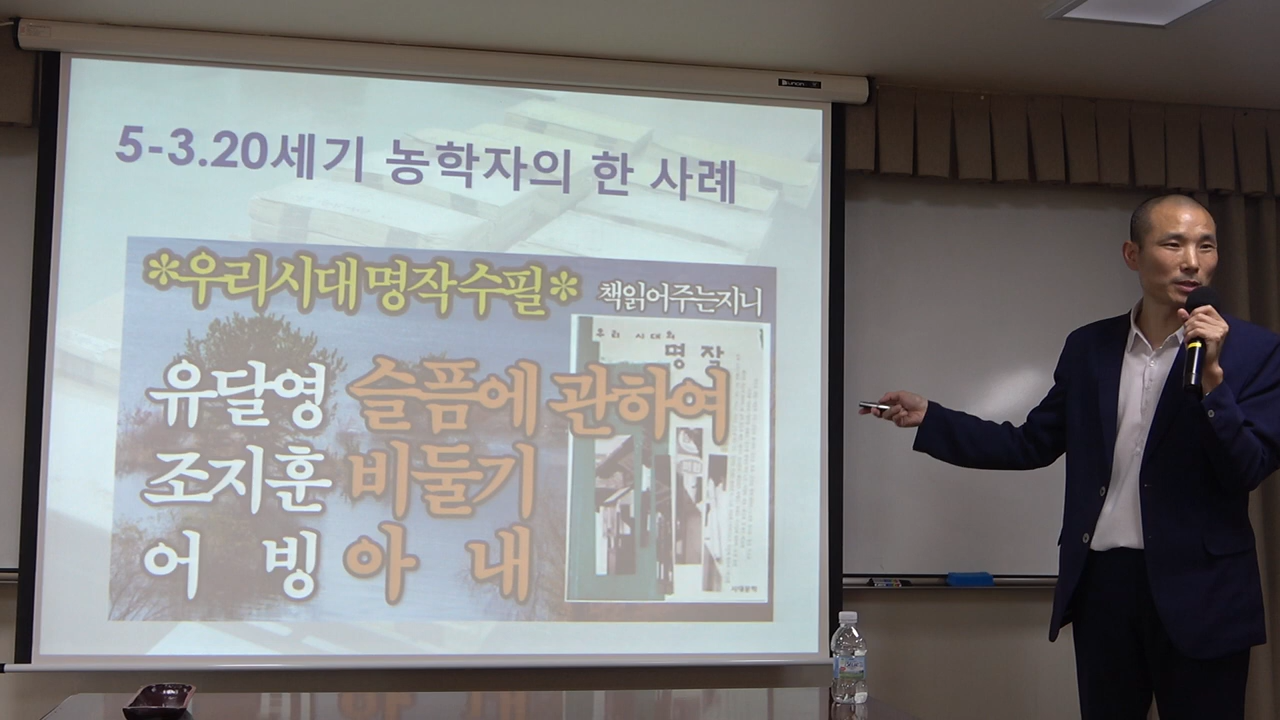 5-3.20세기 농학자의 한 사례
*우리시대 명작수필*
책읽어주는지니
우리 시대의
명작
유달영 슬픔에 관하여
조지훈 비둘기
어 빙 아 내